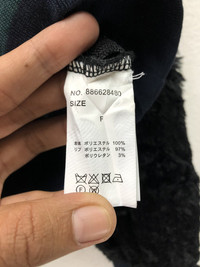 NO. 886628480
SIZE
F
ポリエステル 100%
リブ ポリエステル 97%
ポリウレタン 3%